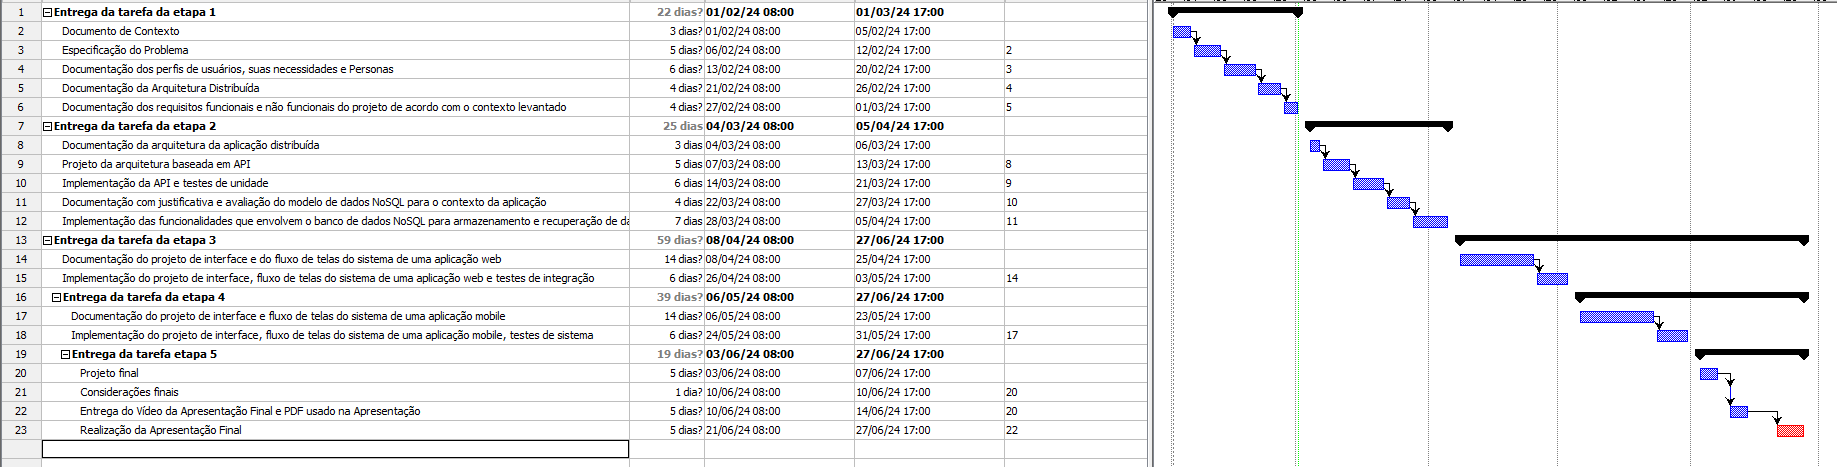 1 Entrega da tarefa da etapa 1 22 dias? 01/02/24 08:00 01/03/24 17:00
2 Documento de Contexto 3 dias? 01/02/24 08:00 05/02/24 17:00
3 Especificação do Problema 5 dias? 06/02/24 08:00 12/02/24 17:00 2
4 Documentação dos perfis de usuários, suas necessidades e Personas 6 dias? 13/02/24 08:00 20/02/24 17:00 3
5 Documentação da Arquitetura Distribuída 4 dias? 21/02/24 08:00 26/02/24 17:00 4
6 Documentação dos requisitos funcionais e não funcionais do projeto de acordo com o contexto levantado 4 dias? 27/02/24 08:00 01/03/24 17:00 5
7 Entrega da tarefa da etapa 2 25 dias 04/03/24 08:00 05/04/24 17:00
8 Documentação da arquitetura da aplicação distribuída 3 dias 04/03/24 08:00 06/03/24 17:00
9 Projeto da arquitetura baseada em API 5 dias 07/03/24 08:00 13/03/24 17:00 8
10 Implementação da API e testes de unidade 6 dias 14/03/24 08:00 21/03/24 17:00 9
11 Documentação com justificativa e avaliação do modelo de dados NoSQL para o contexto da aplicação 4 dias 22/03/24 08:00 27/03/24 17:00 10
12 Implementação das funcionalidades que envolvem o banco de dados NoSQL para armazenamento e recuperação de da 7 dias 28/03/24 08:00 05/04/24 17:00 11
13 Entrega da tarefa da etapa 3 59 dias? 08/04/24 08:00 27/06/24 17:00
14 Documentação do projeto de interface e do fluxo de telas do sistema de uma aplicação web 14 dias? 08/04/24 08:00 25/04/24 17:00
15 Implementação do projeto de interface, fluxo de telas do sistema de uma aplicação web e testes de integração 6 dias? 26/04/24 08:00 03/05/24 17:00 14
16 Entrega da tarefa da etapa 4 39 dias? 06/05/24 08:00 27/06/24 17:00
17 Documentação do projeto de interface e fluxo de telas do sistema de uma aplicação mobile 14 dias? 06/05/24 08:00 23/05/24 17:00
18 Implementação do projeto de interface, fluxo de telas do sistema de uma aplicação mobile, testes de sistema 6 dias? 24/05/24 08:00 31/05/24 17:00 17
19 Entrega da tarefa etapa 5 19 dias? 03/06/24 08:00 27/06/24 17:00
20 Projeto final 5 dias? 03/06/24 08:00 07/06/24 17:00
21 Considerações finais 1 dia? 10/06/24 08:00 10/06/24 17:00 20
22 Entrega do Vídeo da Apresentação Final e PDF usado na Apresentação 5 dias? 10/06/24 08:00 14/06/24 17:00 20
23 Realização da Apresentação Final 5 dias? 21/06/24 08:00 27/06/24 17:00 22